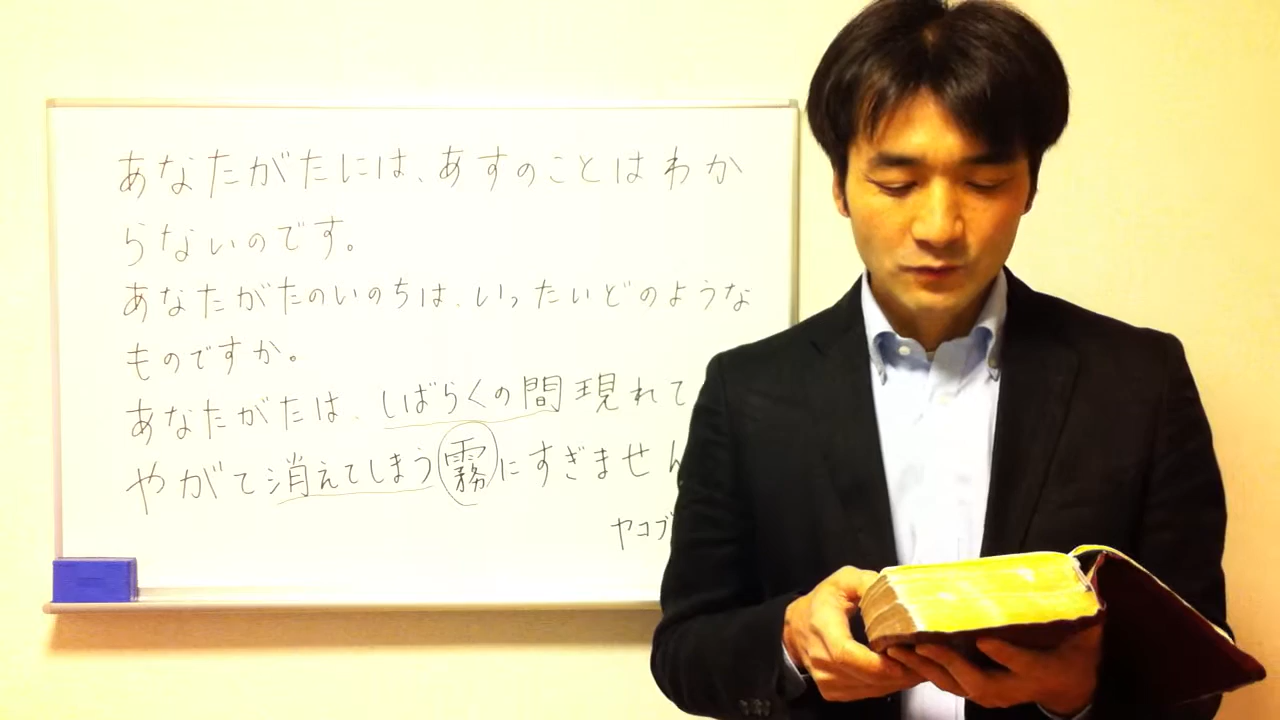 あなたがたには、あすのことはわか
らないのです。
あなたがたのいのちは、いったいどのような
ものですか。
あなたがたは、しばらくの間現れて
やがて消えてしまう霧にすぎません
ヤコブ